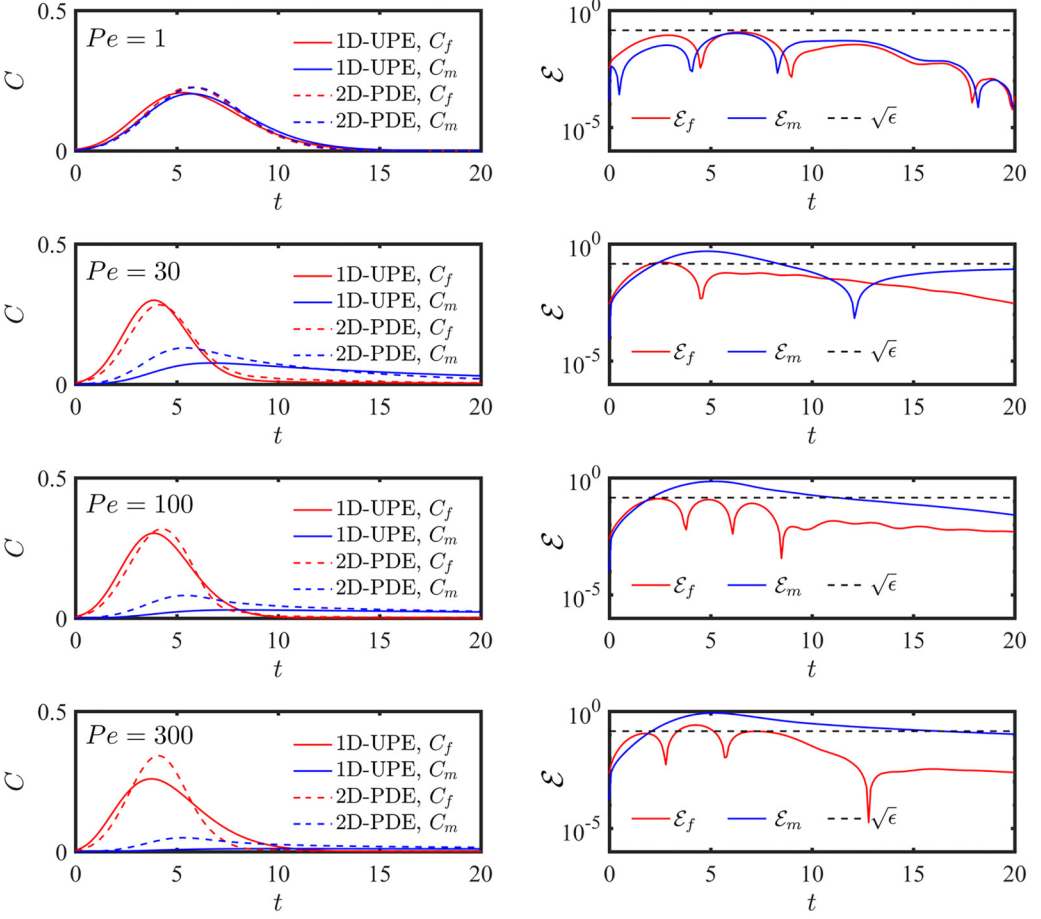 0.5
Pe = 1
C
1D-UPE, C_f
1D-UPE, C_m
2D-PDE, C_f
2D-PDE, C_m
0
0 5 10 15 20
t
10^0
ℰ
10^-5
ℰ_f ℰ_m √ϵ
0 5 10 15 20
t
0.5
Pe = 30
C
1D-UPE, C_f
1D-UPE, C_m
2D-PDE, C_f
2D-PDE, C_m
0
0 5 10 15 20
t
10^0
ℰ
10^-5
ℰ_f ℰ_m √ϵ
0 5 10 15 20
t
0.5
Pe = 100
C
1D-UPE, C_f
1D-UPE, C_m
2D-PDE, C_f
2D-PDE, C_m
0
0 5 10 15 20
t
10^0
ℰ
10^-5
ℰ_f ℰ_m √ϵ
0 5 10 15 20
t
0.5
Pe = 300
C
1D-UPE, C_f
1D-UPE, C_m
2D-PDE, C_f
2D-PDE, C_m
0
0 5 10 15 20
t
10^0
ℰ
10^-5
ℰ_f ℰ_m √ϵ
0 5 10 15 20
t